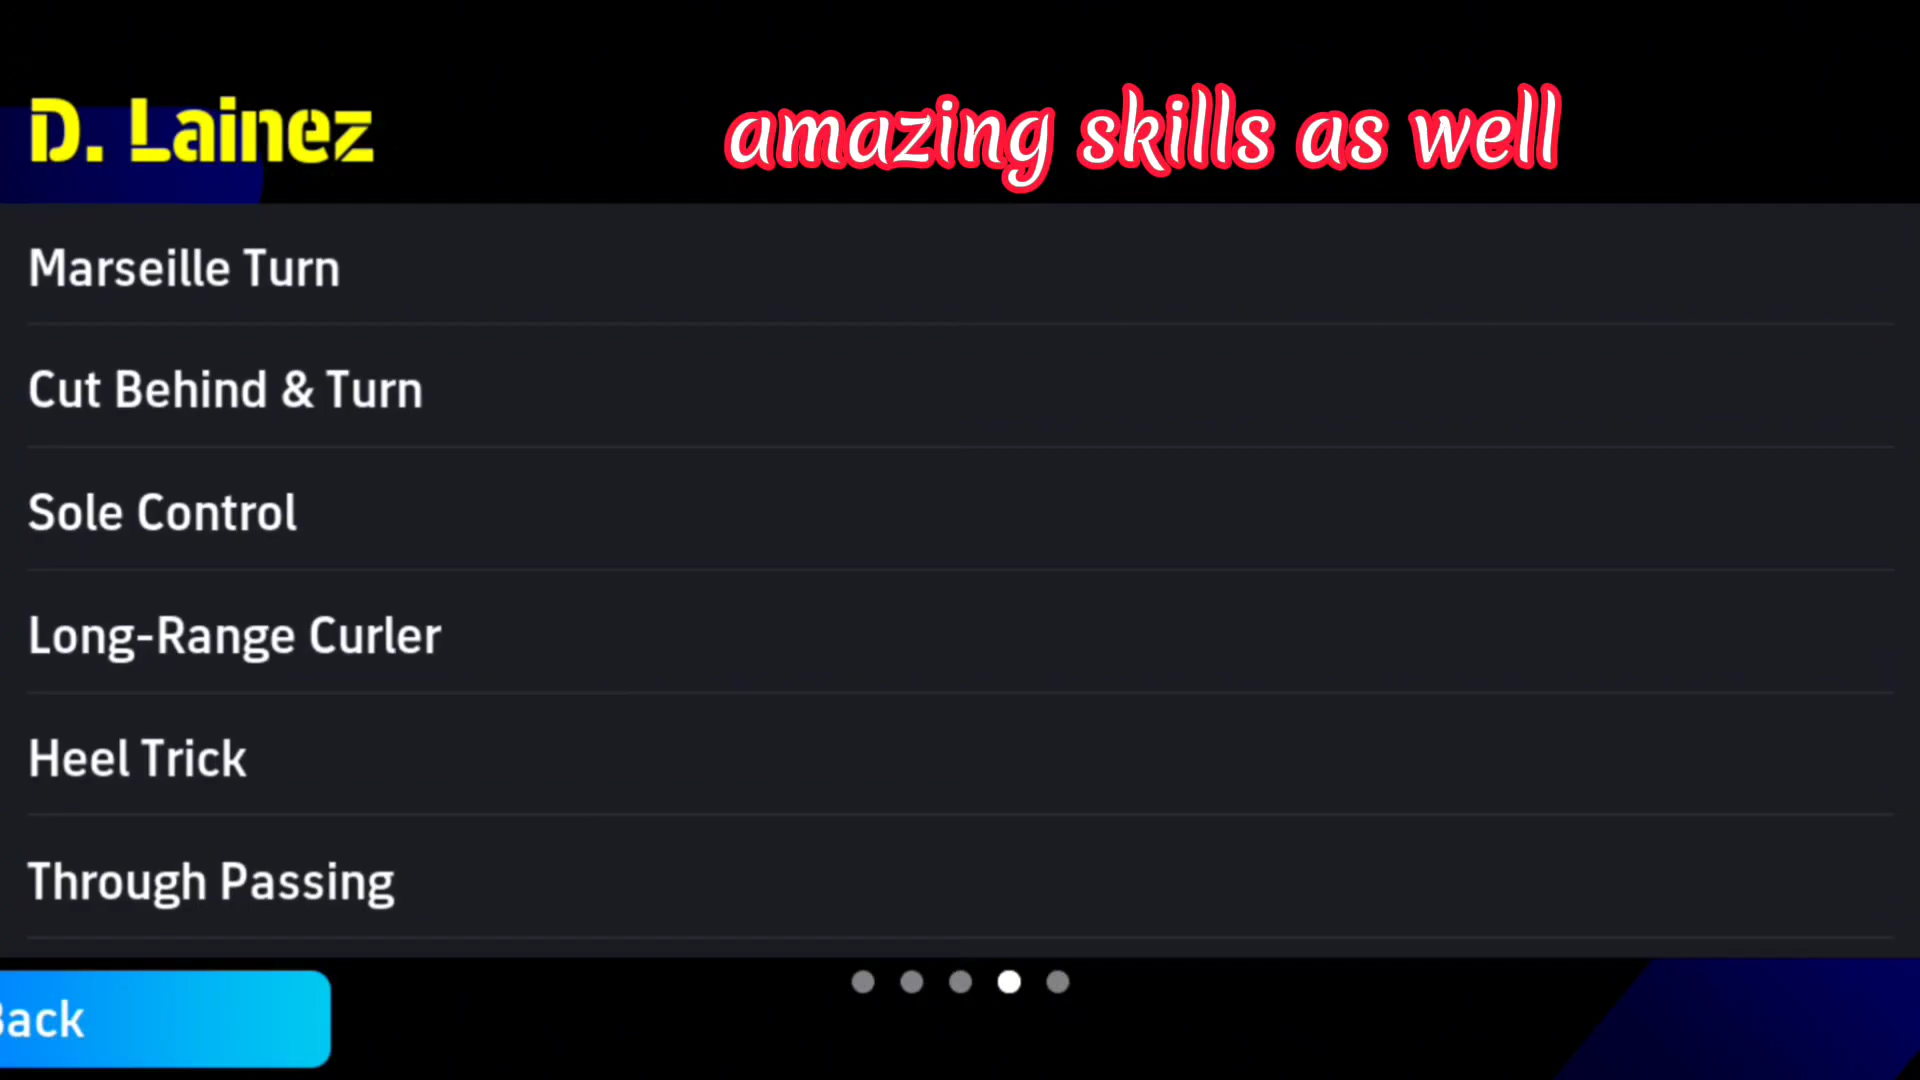 D. Lainez
amazing skills as well
Marseille Turn
Cut Behind & Turn
Sole Control
Long-Range Curler
Heel Trick
Through Passing
Back